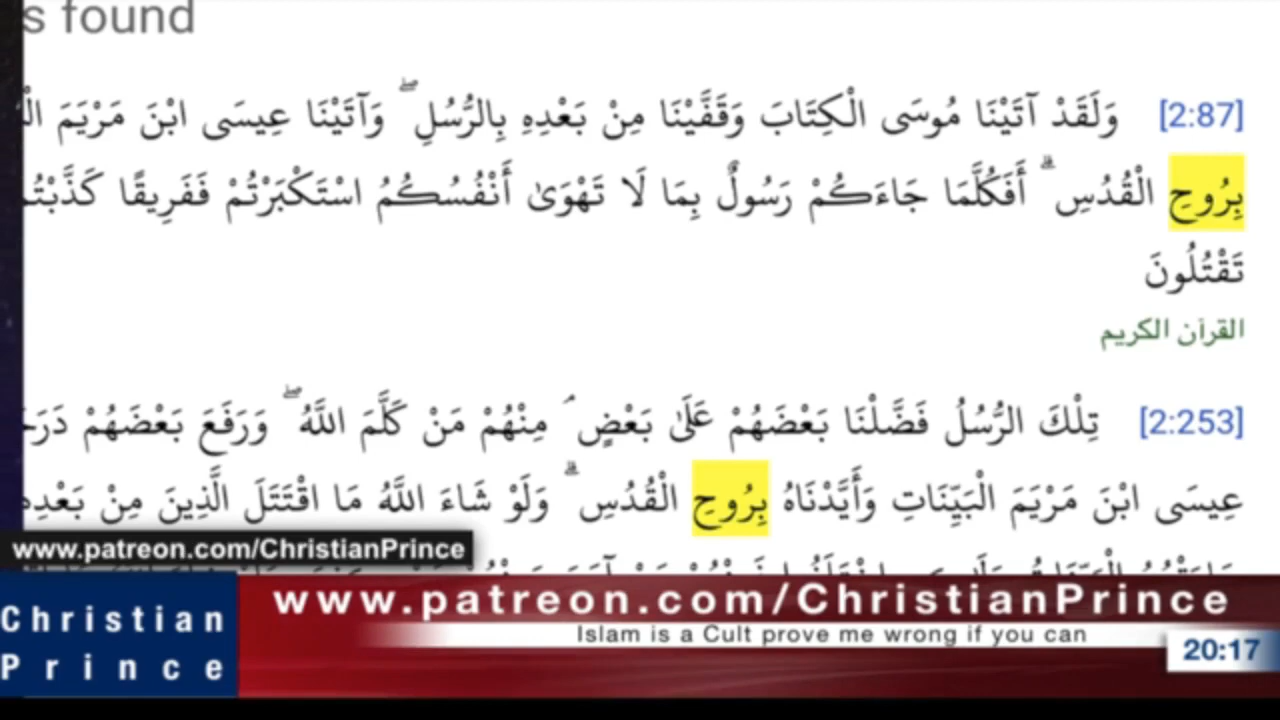 s found
[2:87] وَلَقَدْ آتَيْنَا مُوسَى الْكِتَابَ وَقَفَّيْنَا مِنْ بَعْدِهِ بِالرُّسُلِ ۖ وَآتَيْنَا عِيسَى ابْنَ مَرْيَمَ
بِرُوحِ الْقُدُسِ ۗ أَفَكُلَّمَا جَاءَكُمْ رَسُولٌ بِمَا لَا تَهْوَىٰ أَنْفُسُكُمُ اسْتَكْبَرْتُمْ فَفَرِيقًا كَذَّبْتُمْ
تَقْتُلُونَ
القرآن الكريم
[2:253] تِلْكَ الرُّسُلُ فَضَّلْنَا بَعْضَهُمْ عَلَىٰ بَعْضٍ ۘ مِنْهُمْ مَنْ كَلَّمَ اللَّهُ ۖ وَرَفَعَ بَعْضَهُمْ
عِيسَى ابْنَ مَرْيَمَ الْبَيِّنَاتِ وَأَيَّدْنَاهُ بِرُوحِ الْقُدُسِ ۗ وَلَوْ شَاءَ اللَّهُ مَا اقْتَتَلَ الَّذِينَ مِنْ بَعْدِهِ
www.patreon.com/ChristianPrince
www.patreon.com/ChristianPrince
Islam is a Cult prove me wrong if you can
Christian
Prince
20:17